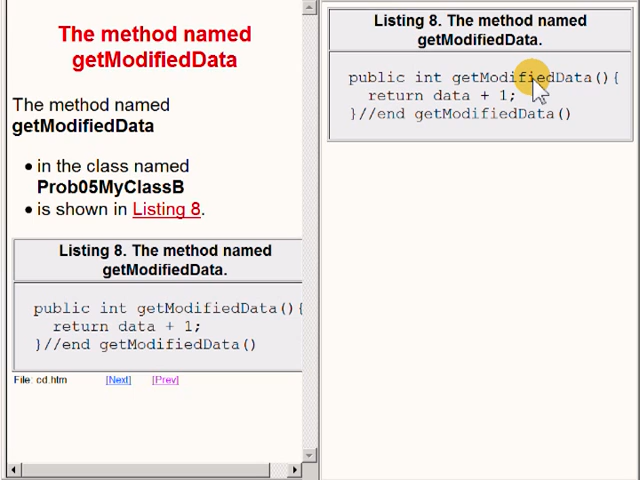 The method named
getModifiedData
The method named
getModifiedData
• in the class named
Prob05MyClassB
• is shown in Listing 8.
Listing 8. The method named
getModifiedData.
public int getModifiedData(){
return data + 1;
}//end getModifiedData()
File: cd.htm [Next] [Prev]
Listing 8. The method named
getModifiedData.
public int getModifiedData(){
return data + 1;
}//end getModifiedData()